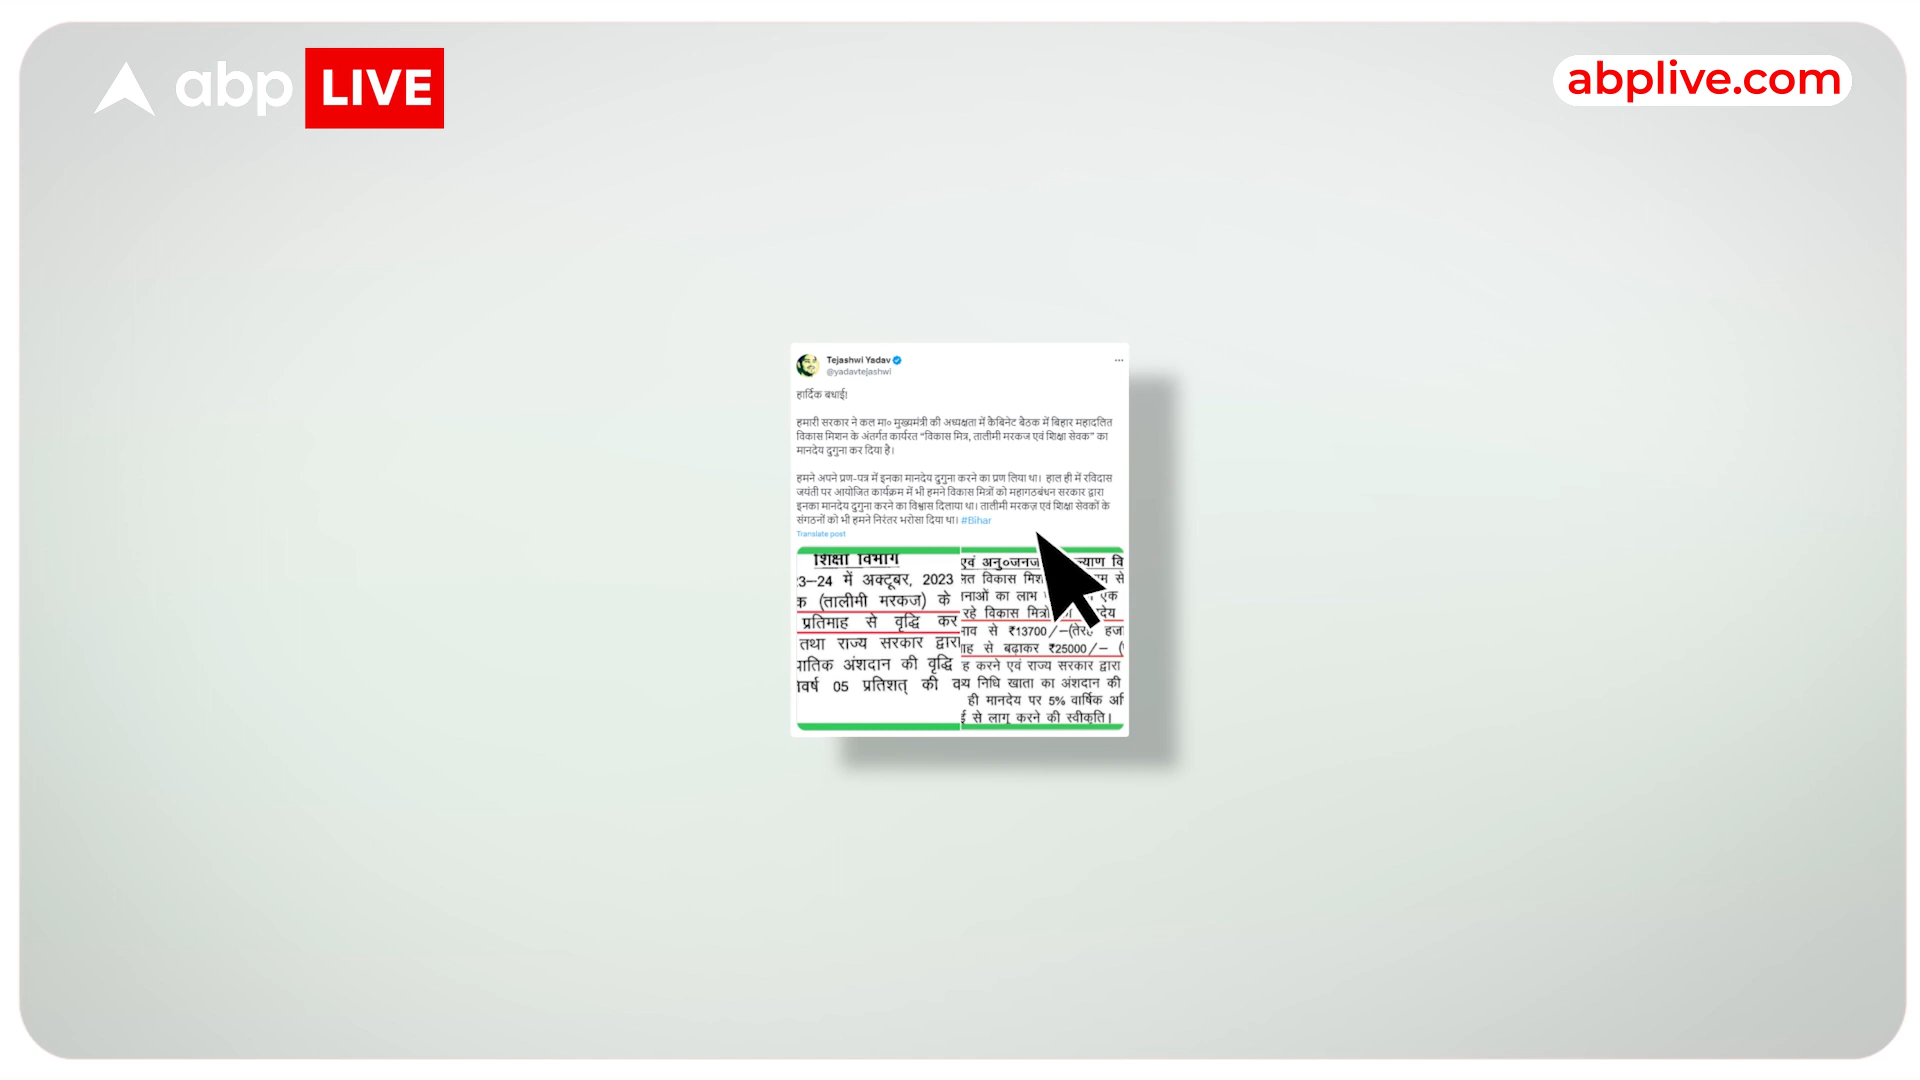 abp LIVE
abplive.com
Tejashwi Yadav
@yadavtejashwi
हार्दिक बधाई!
हमारी सरकार ने कल मा० मुख्यमंत्री की अध्यक्षता में कैबिनेट बैठक में बिहार महादलित
विकास मिशन के अंतर्गत कार्यरत “विकास मित्र, तालीमी मरकज एवं शिक्षा सेवक” का
मानदेय दुगुना कर दिया है।
हमने अपने प्रण-पत्र में इनका मानदेय दुगुना करने का प्रण लिया था। हाल ही में रविदास
जयंती पर आयोजित कार्यक्रम में भी हमने विकास मित्रों को महागठबंधन सरकार द्वारा
इनका मानदेय दुगुना करने का विश्वास दिलाया था। तालीमी मरकज़ एवं शिक्षा सेवकों के
संगठनों को भी हमने निरंतर भरोसा दिया था। #Bihar
Translate post
शिक्षा विभाग
3–24 में अक्टूबर, 2023
क (तालीमी मरकज) के
प्रतिमाह से वृद्धि कर
तथा राज्य सरकार द्वारा
पातिक अंशदान की वृद्धि
वर्ष 05 प्रतिशत् की
एवं अनु०जनज
विकास
का लाभ एक
रहे विकास मित्रों
से ₹13700/–(
से बढ़ाकर ₹25000/– (
करने एवं राज्य सरकार द्वारा
निधि खाता का अंशदान की
ही मानदेय पर 5% वार्षिक
से लागू करने की स्वीकृति।